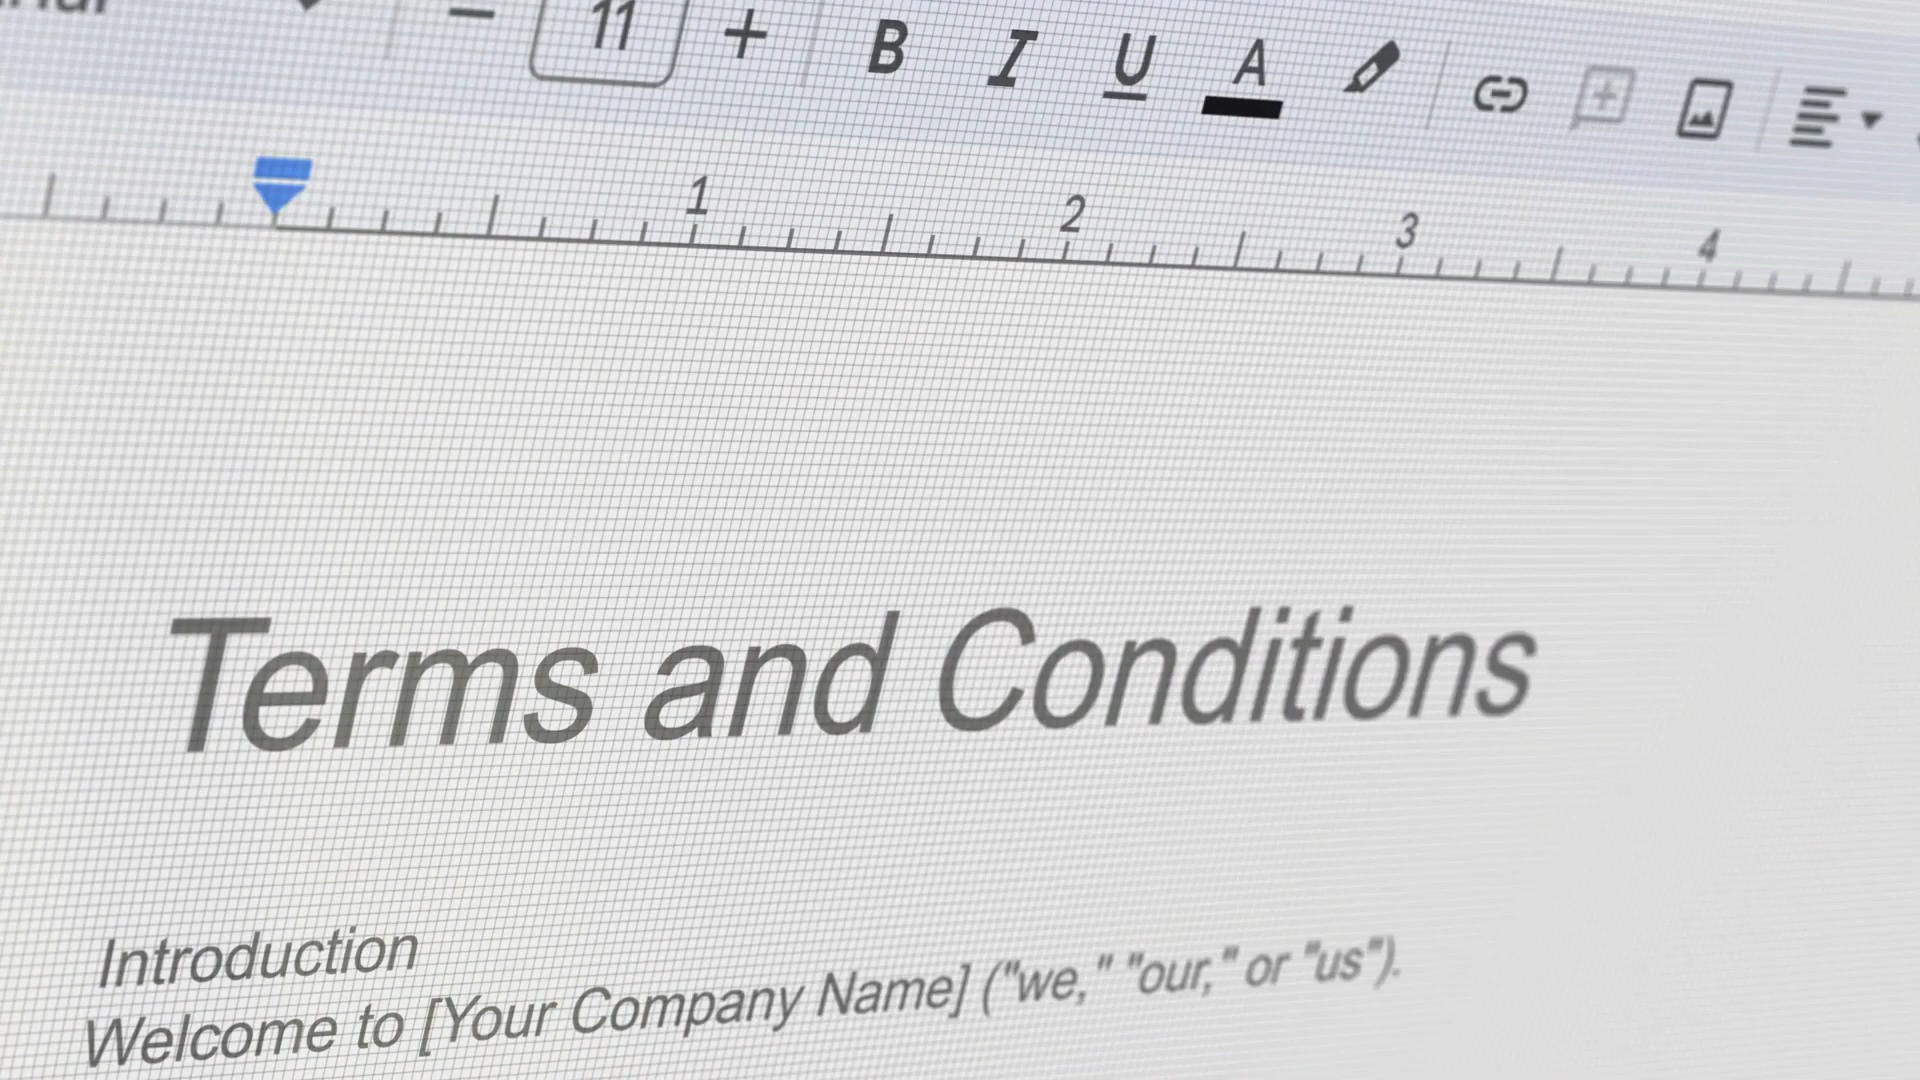 11
B I U A
1 2 3 4
Terms and Conditions
Introduction
Welcome to [Your Company Name] ("we," "our," or "us").